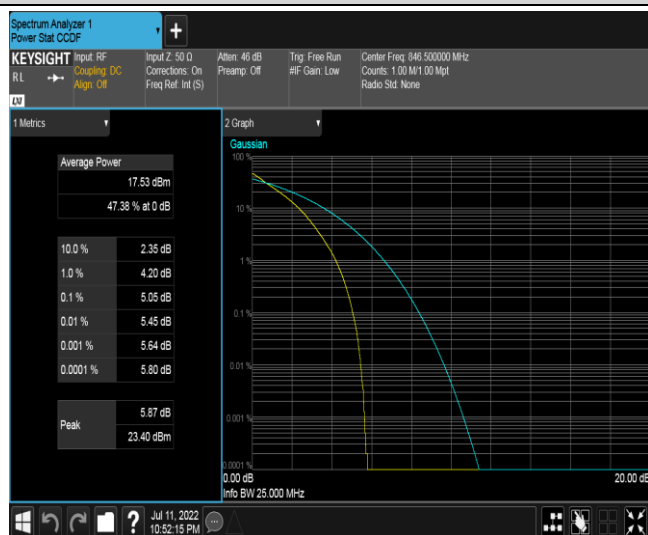 Spectrum Analyzer 1
Power Stat CCDF
+
KEYSIGHT
RL
LXI
Input: RF
Coupling: DC
Align: Off
Input Z: 50 Ω
Corrections: On
Freq Ref: Int (S)
Atten: 46 dB
Preamp: Off
Trig: Free Run
#IF Gain: Low
Center Freq: 846.500000 MHz
Counts: 1.00 M/1.00 Mpt
Radio Std: None
1 Metrics
Average Power
17.53 dBm
47.38 % at 0 dB
10.0 % 2.35 dB
1.0 % 4.20 dB
0.1 % 5.05 dB
0.01 % 5.45 dB
0.001 % 5.64 dB
0.0001 % 5.80 dB
Peak
5.87 dB
23.40 dBm
2 Graph
Gaussian
100 %
10 %
1 %
0.1 %
0.01 %
0.001 %
0.0001 %
0.00 dB 20.00 dB
Info BW 25.000 MHz
?
Jul 11, 2022
10:52:15 PM